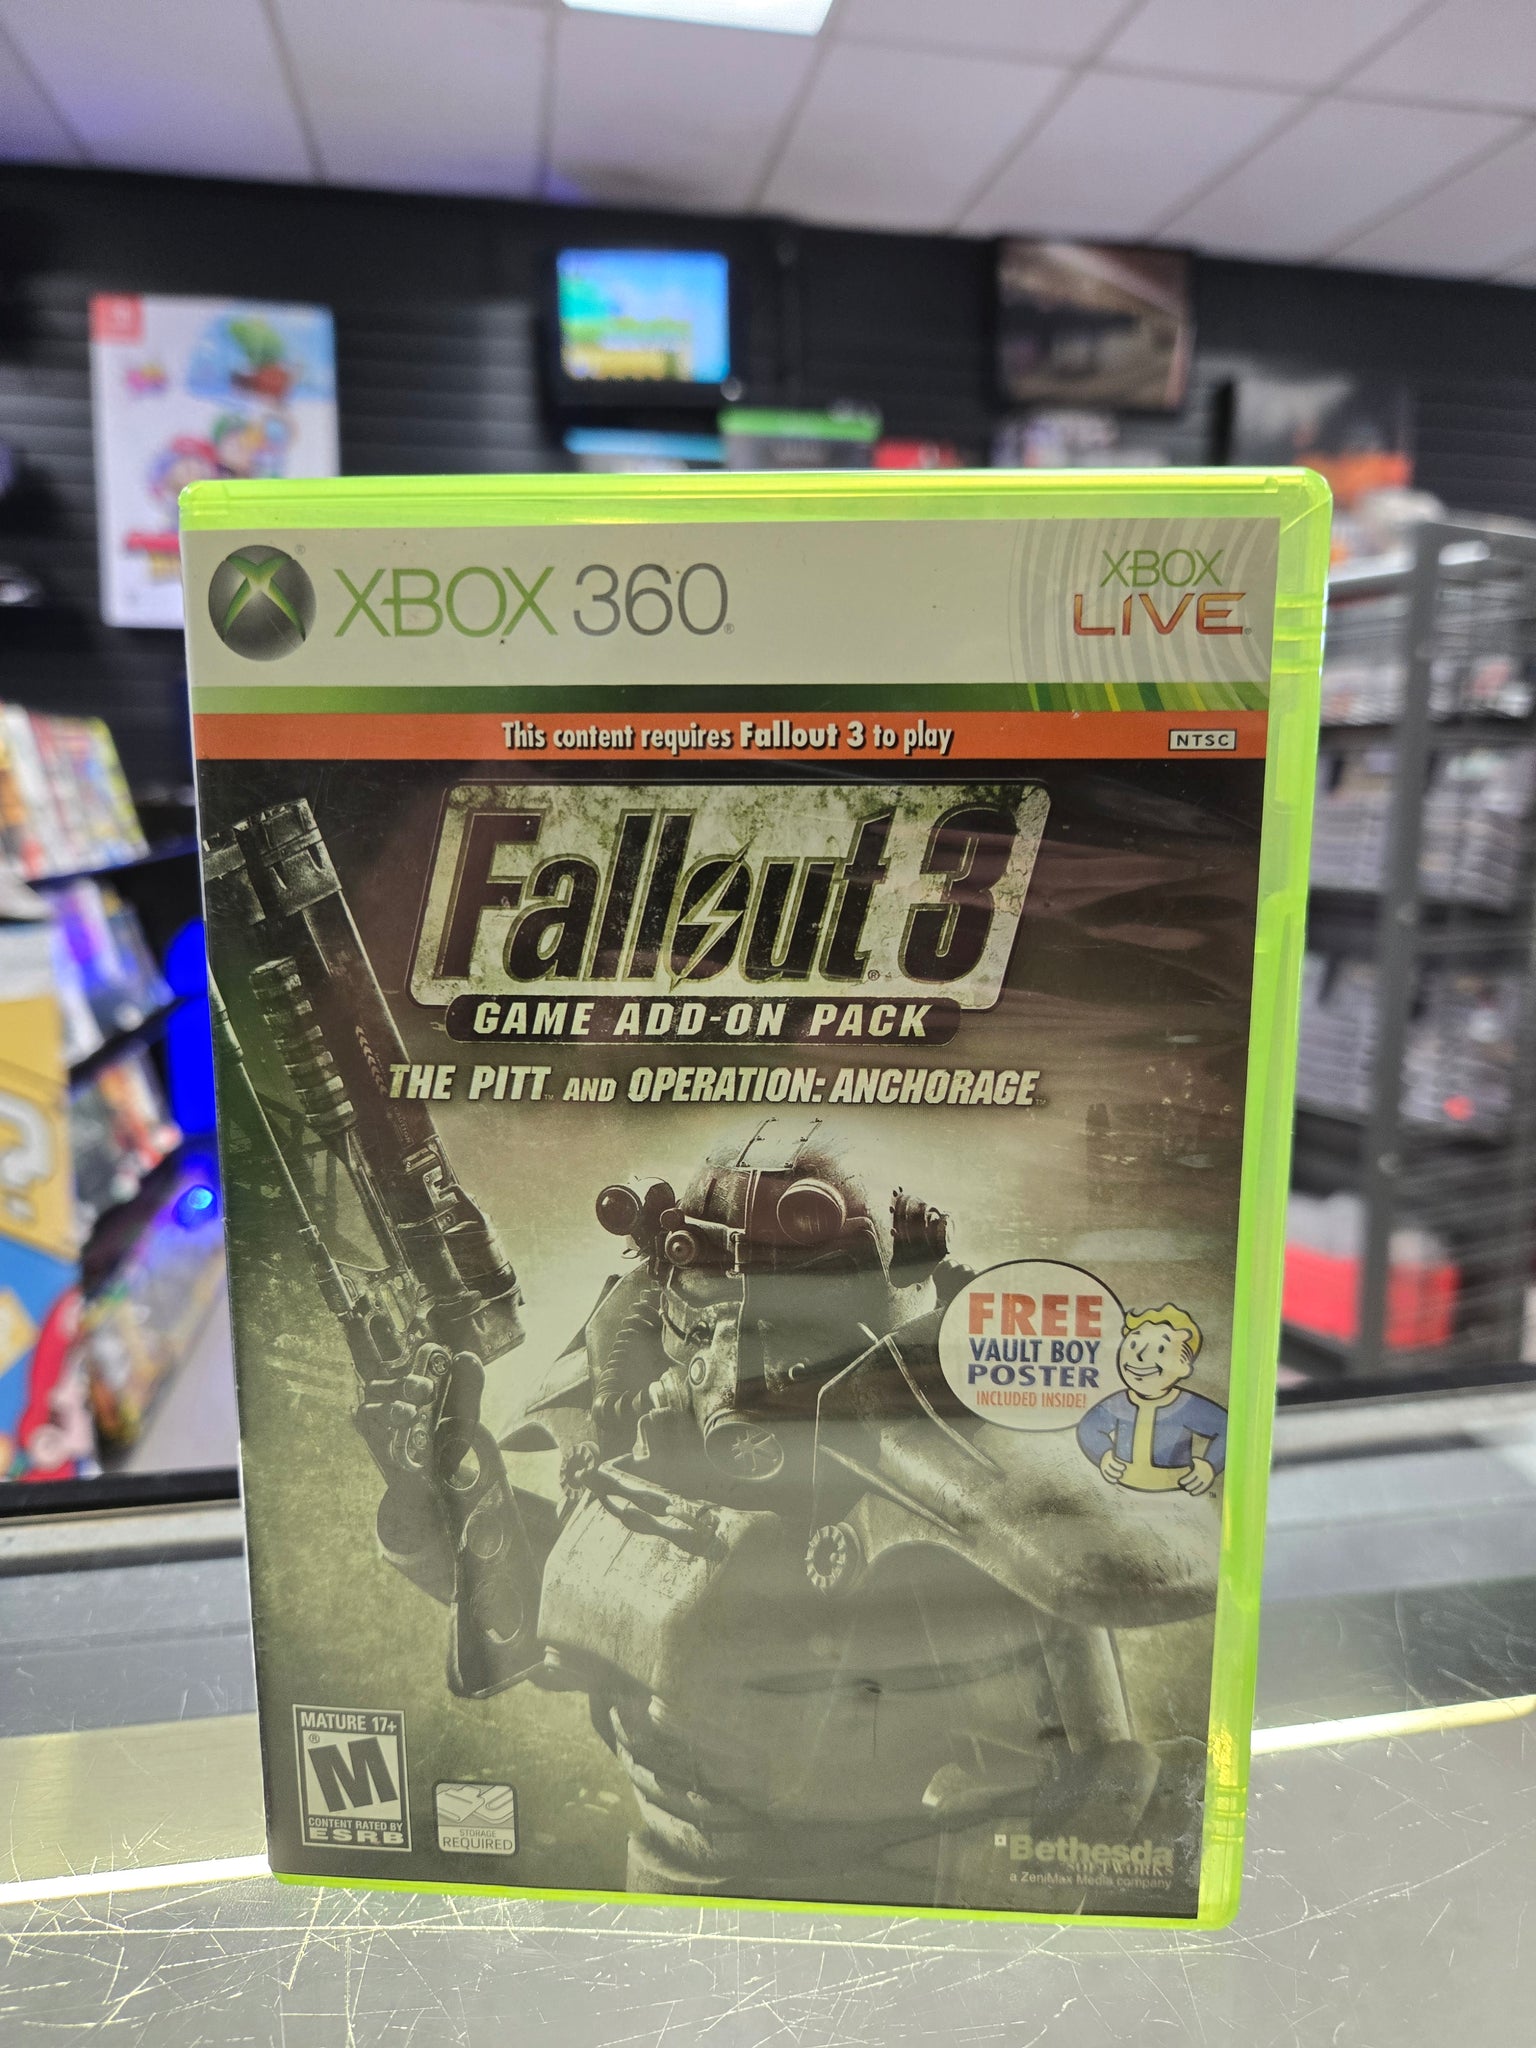 XBOX 360®
XBOX
LIVE®
This content requires Fallout 3 to play
NTSC
Fallout® 3
GAME ADD-ON PACK
THE PITT™ AND OPERATION: ANCHORAGE™
FREE
VAULT BOY
POSTER
INCLUDED INSIDE!
MATURE 17+
M®
CONTENT RATED BY
ESRB
STORAGE
REQUIRED
Bethesda
SOFTWORKS
a ZeniMax Media company